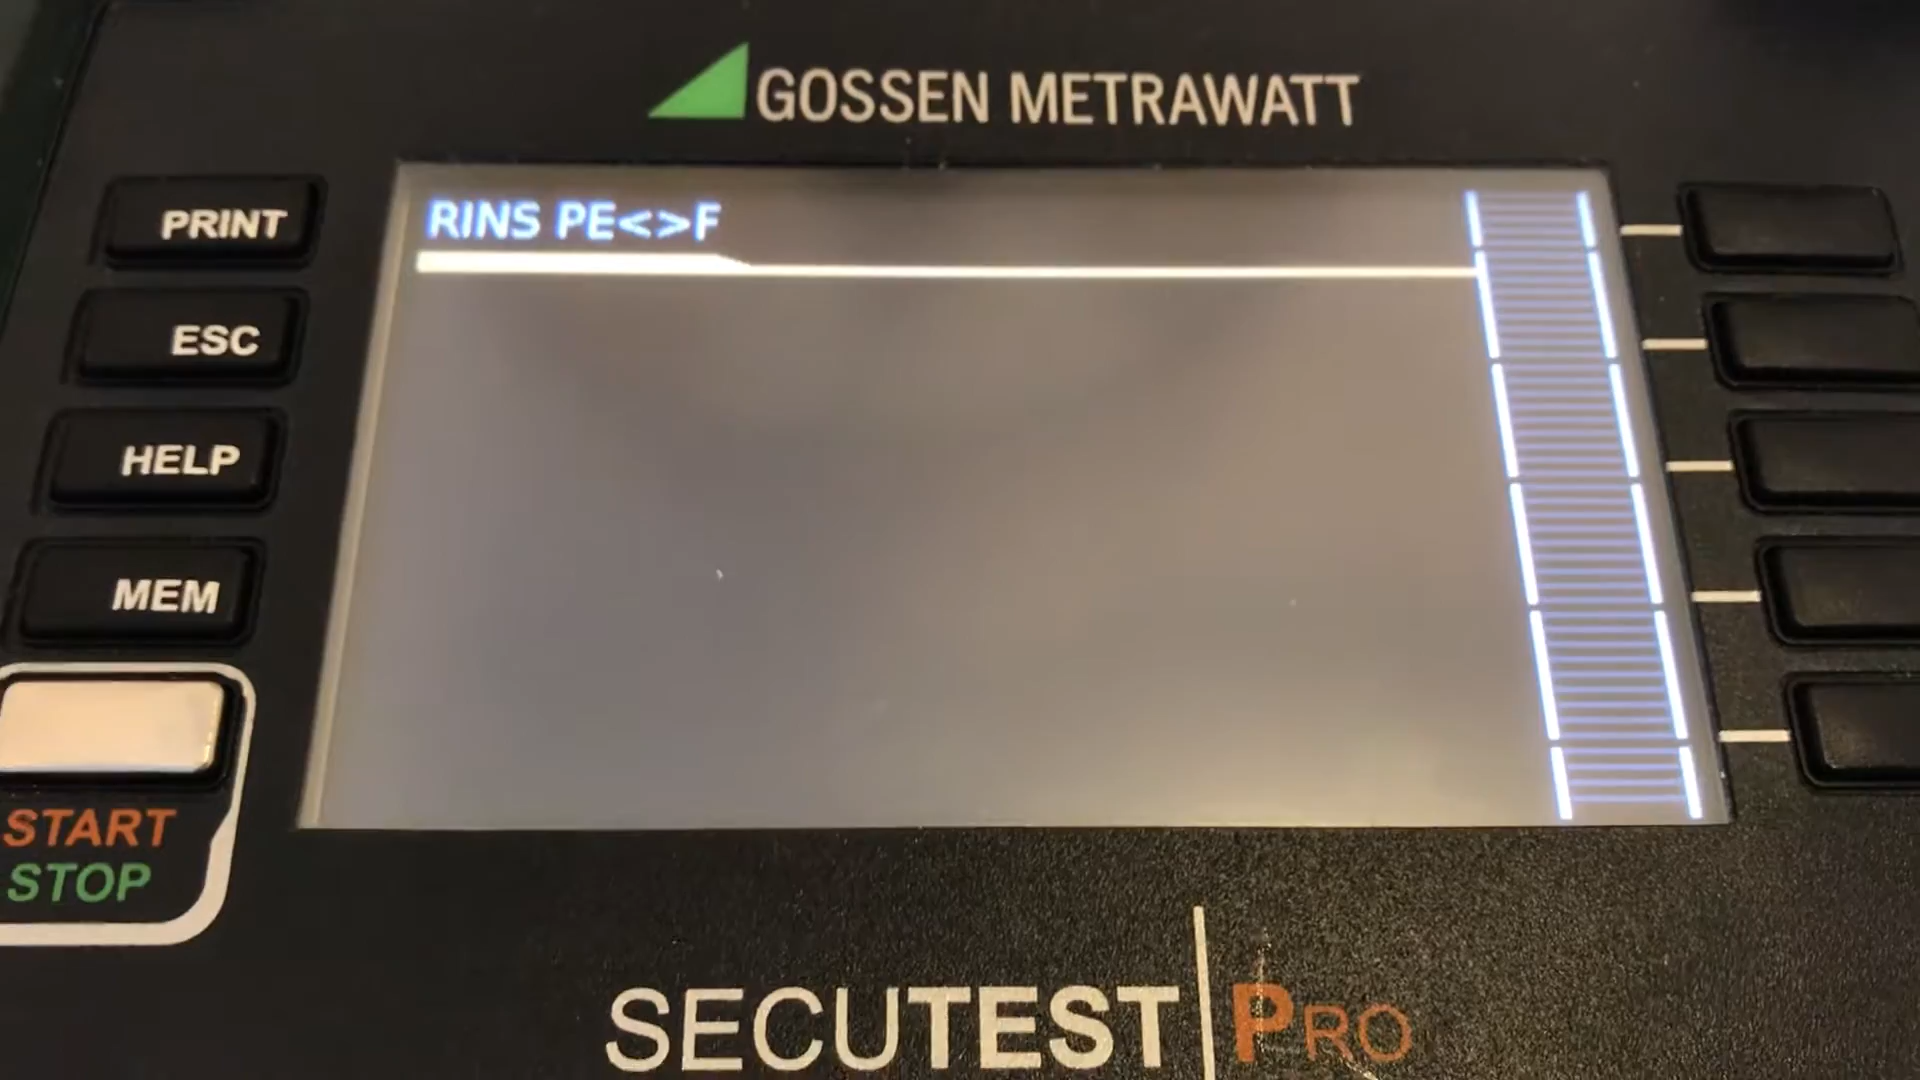 GOSSEN METRAWATT
RINS PE<>F
PRINT
ESC
HELP
MEM
START
STOP
SECUTEST PRO